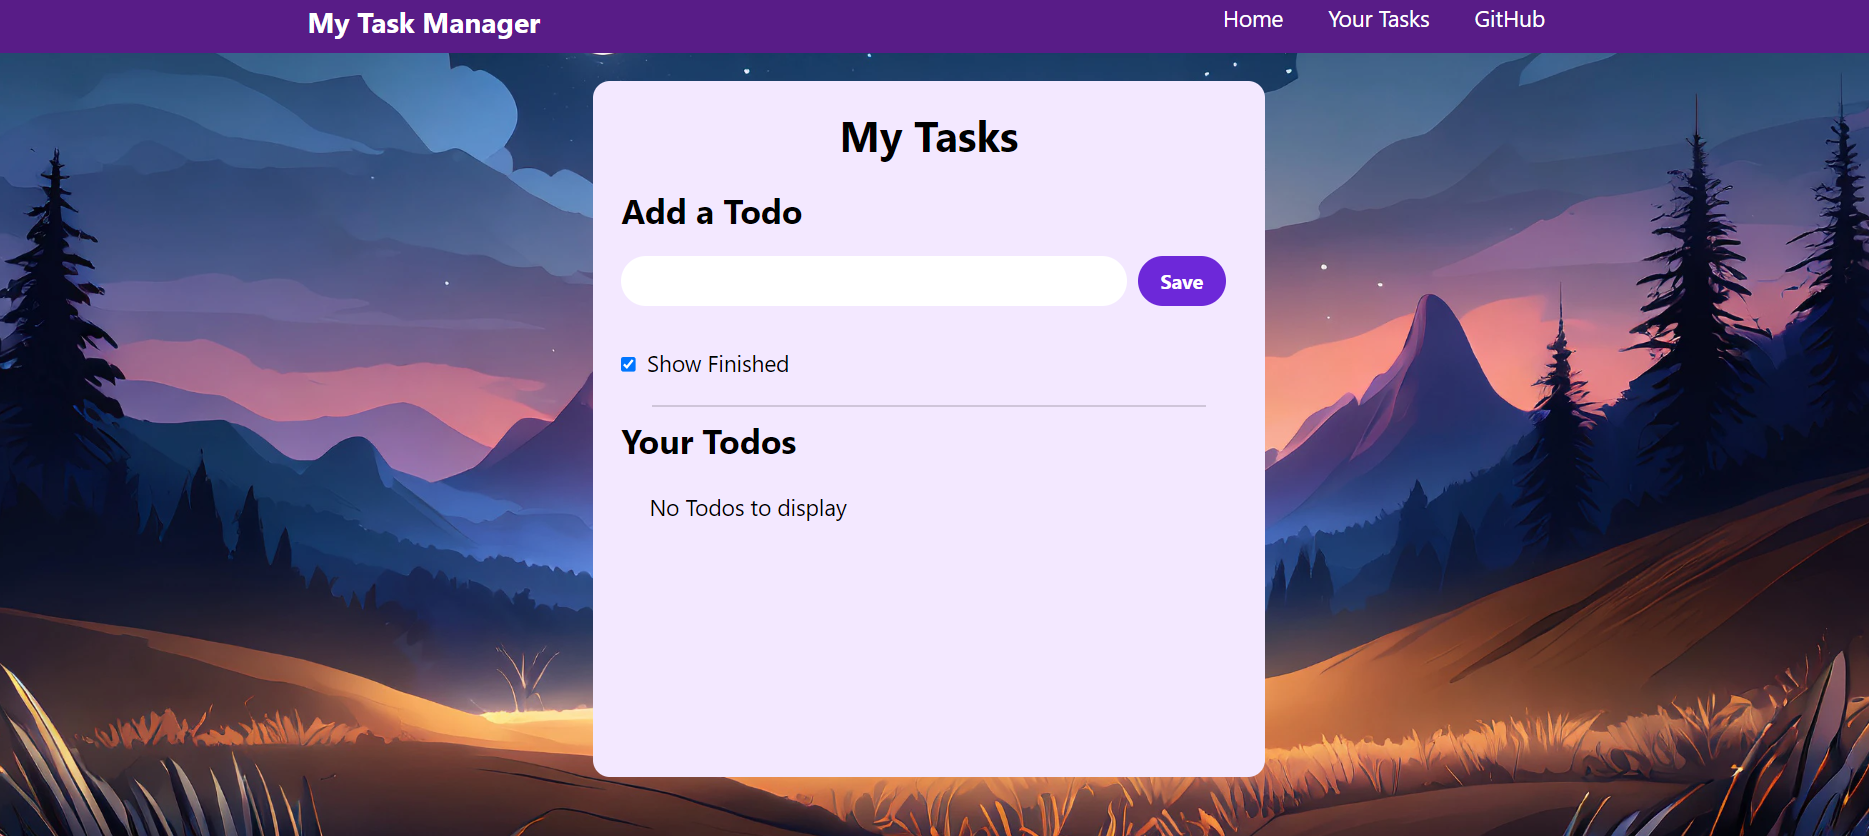 My Task Manager
Home
Your Tasks
GitHub
My Tasks
Add a Todo
Save
Show Finished
Your Todos
No Todos to display